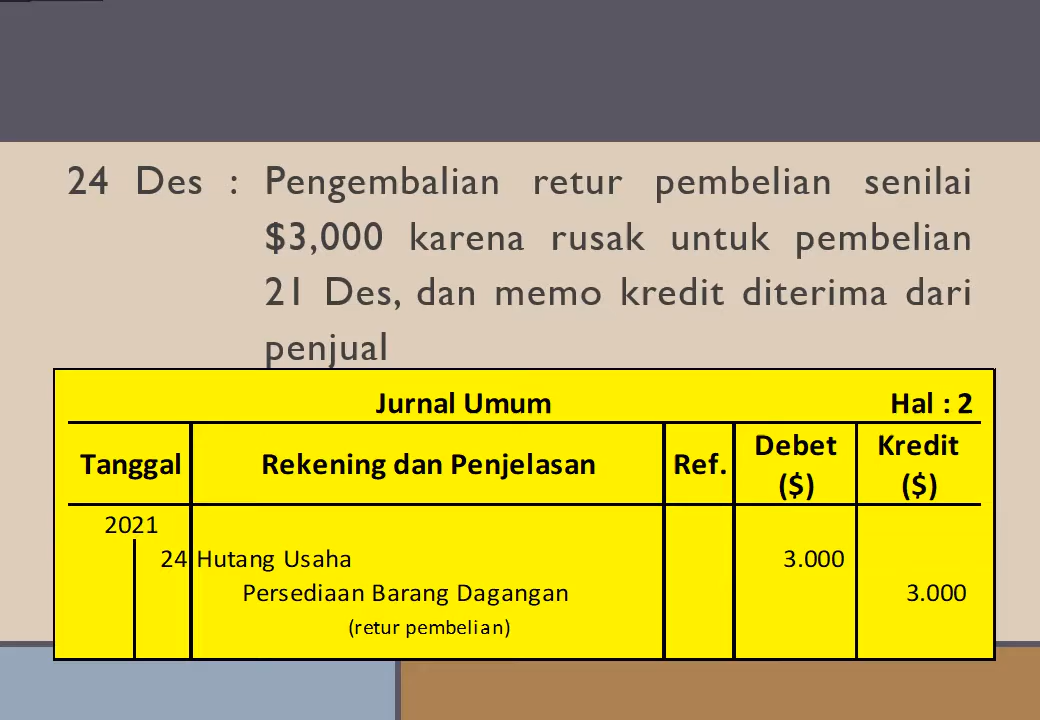 24 Des : Pengembalian retur pembelian senilai
$3,000 karena rusak untuk pembelian
21 Des, dan memo kredit diterima dari
penjual
Jurnal Umum Hal : 2
Tanggal Rekening dan Penjelasan Ref. Debet ($) Kredit ($)
2021
24 Hutang Usaha 3.000
Persediaan Barang Dagangan 3.000
(retur pembelian)